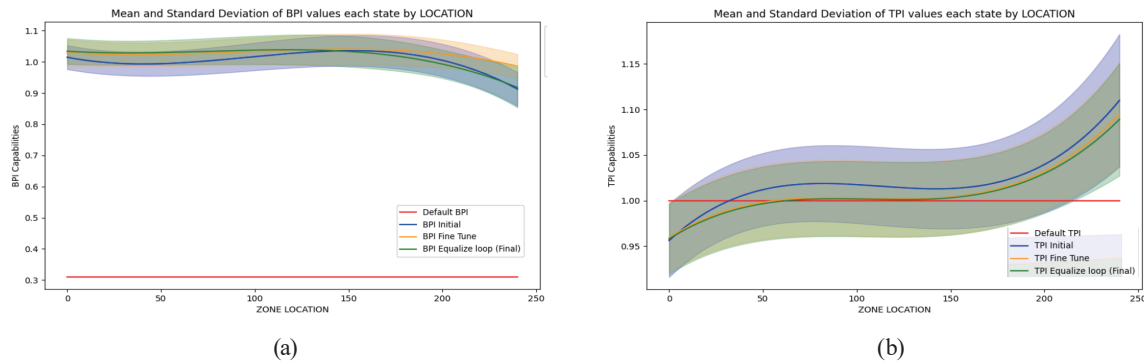 Mean and Standard Deviation of BPI values each state by LOCATION
1.1
1.0
0.9
0.8
0.7
0.6
0.5
0.4
0.3
BPI Capabilities
Default BPI
BPI Initial
BPI Fine Tune
BPI Equalize loop (Final)
0 50 100 150 200 250
ZONE LOCATION
(a)
Mean and Standard Deviation of TPI values each state by LOCATION
1.15
1.10
1.05
1.00
0.95
TPI Capabilities
Default TPI
TPI Initial
TPI Fine Tune
TPI Equalize loop (Final)
0 50 100 150 200 250
ZONE LOCATION
(b)